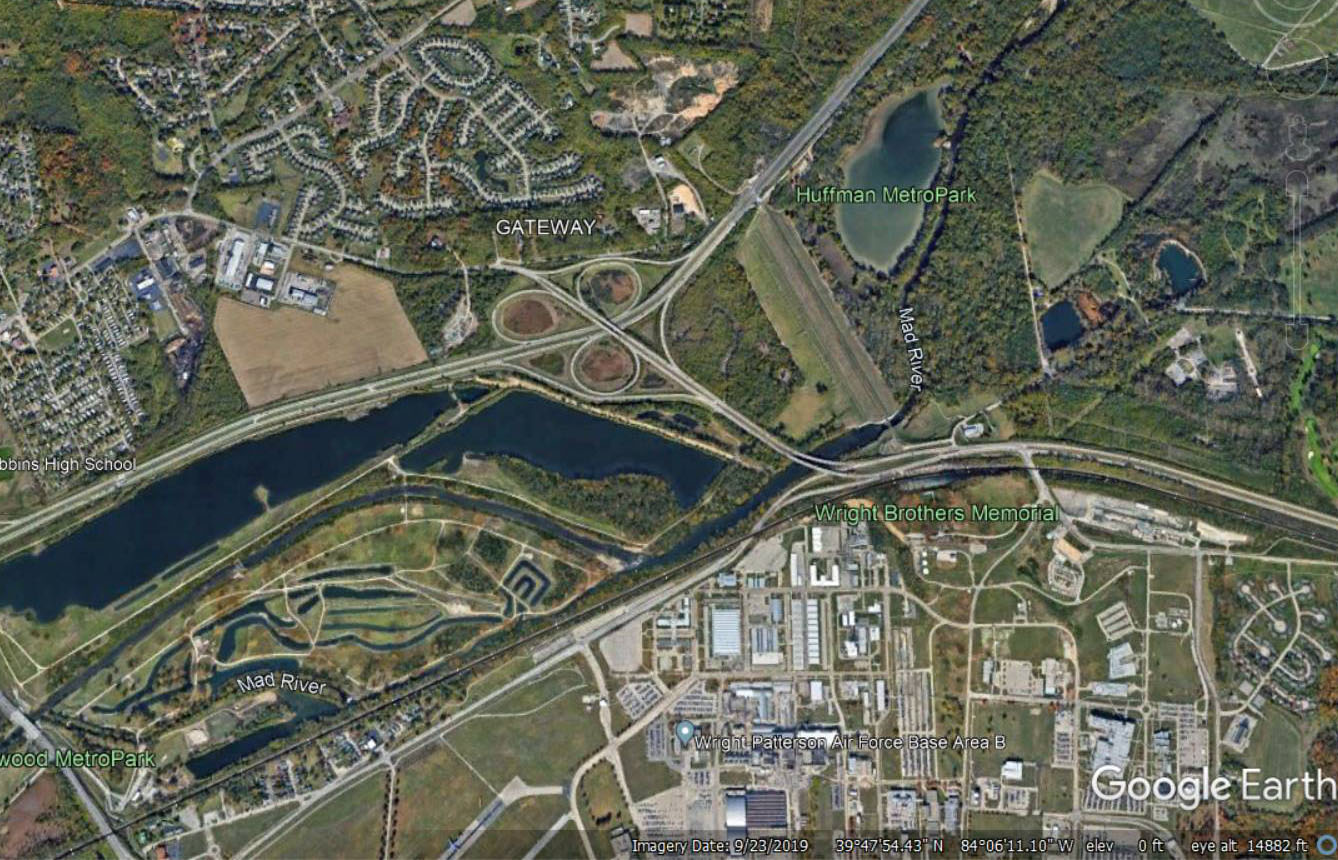 Huffman MetroPark
GATEWAY
Mad River
bbins High School
Wright Brothers Memorial
Mad River
Wright Patterson Air Force Base Area B
wood MetroPark
Google Earth
Imagery Date: 9/23/2019 39°47'54.43" N 84°06'11.10" W elev 0 ft eye alt 14882 ft